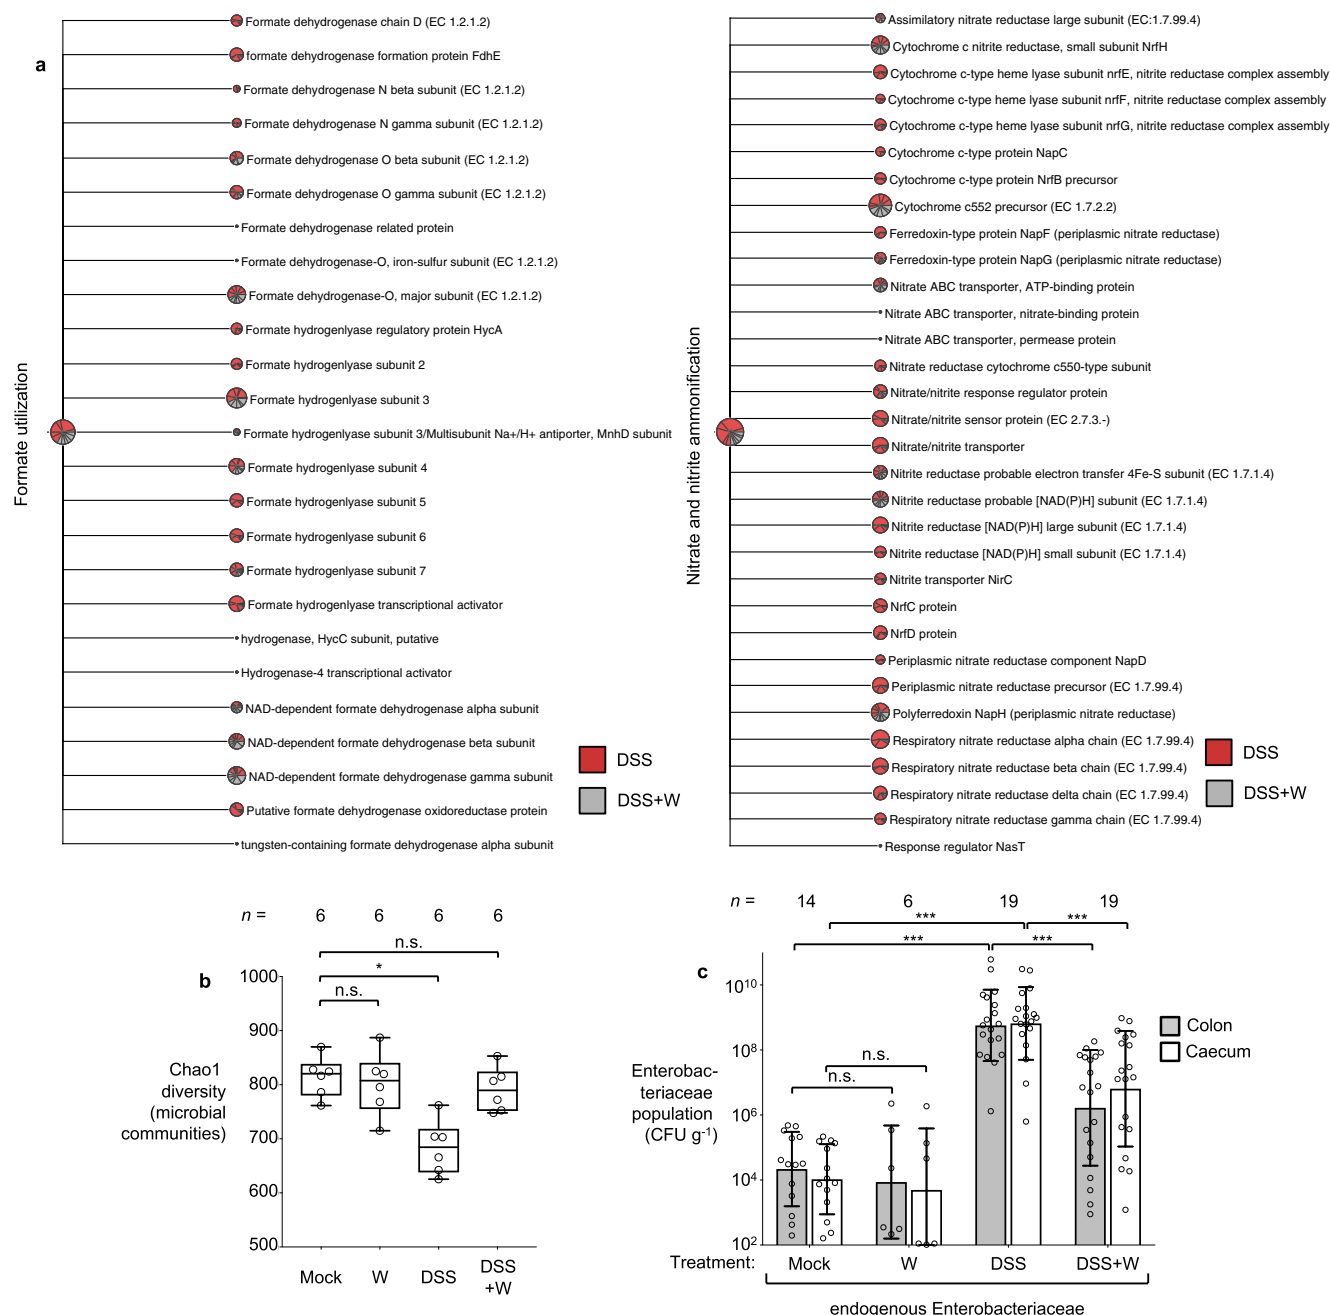 a
Formate utilization
Formate dehydrogenase chain D (EC 1.2.1.2)
formate dehydrogenase formation protein FdhE
Formate dehydrogenase N beta subunit (EC 1.2.1.2)
Formate dehydrogenase N gamma subunit (EC 1.2.1.2)
Formate dehydrogenase O beta subunit (EC 1.2.1.2)
Formate dehydrogenase O gamma subunit (EC 1.2.1.2)
Formate dehydrogenase related protein
Formate dehydrogenase-O, iron-sulfur subunit (EC 1.2.1.2)
Formate dehydrogenase-O, major subunit (EC 1.2.1.2)
Formate hydrogenlyase regulatory protein HycA
Formate hydrogenlyase subunit 2
Formate hydrogenlyase subunit 3
Formate hydrogenlyase subunit 3/Multisubunit Na+/H+ antiporter, MnhD subunit
Formate hydrogenlyase subunit 4
Formate hydrogenlyase subunit 5
Formate hydrogenlyase subunit 6
Formate hydrogenlyase subunit 7
Formate hydrogenlyase transcriptional activator
hydrogenase, HycC subunit, putative
Hydrogenase-4 transcriptional activator
NAD-dependent formate dehydrogenase alpha subunit
NAD-dependent formate dehydrogenase beta subunit
NAD-dependent formate dehydrogenase gamma subunit
Putative formate dehydrogenase oxidoreductase protein
tungsten-containing formate dehydrogenase alpha subunit
DSS
DSS+W
Nitrate and nitrite ammonification
Assimilatory nitrate reductase large subunit (EC:1.7.99.4)
Cytochrome c nitrite reductase, small subunit NrfH
Cytochrome c-type heme lyase subunit nrfE, nitrite reductase complex assembly
Cytochrome c-type heme lyase subunit nrfF, nitrite reductase complex assembly
Cytochrome c-type heme lyase subunit nrfG, nitrite reductase complex assembly
Cytochrome c-type protein NapC
Cytochrome c-type protein NrfB precursor
Cytochrome c552 precursor (EC 1.7.2.2)
Ferredoxin-type protein NapF (periplasmic nitrate reductase)
Ferredoxin-type protein NapG (periplasmic nitrate reductase)
Nitrate ABC transporter, ATP-binding protein
Nitrate ABC transporter, nitrate-binding protein
Nitrate ABC transporter, permease protein
Nitrate reductase cytochrome c550-type subunit
Nitrate/nitrite response regulator protein
Nitrate/nitrite sensor protein (EC 2.7.3.-)
Nitrate/nitrite transporter
Nitrite reductase probable electron transfer 4Fe-S subunit (EC 1.7.1.4)
Nitrite reductase probable [NAD(P)H] subunit (EC 1.7.1.4)
Nitrite reductase [NAD(P)H] large subunit (EC 1.7.1.4)
Nitrite reductase [NAD(P)H] small subunit (EC 1.7.1.4)
Nitrite transporter NirC
NrfC protein
NrfD protein
Periplasmic nitrate reductase component NapD
Periplasmic nitrate reductase precursor (EC 1.7.99.4)
Polyferredoxin NapH (periplasmic nitrate reductase)
Respiratory nitrate reductase alpha chain (EC 1.7.99.4)
Respiratory nitrate reductase beta chain (EC 1.7.99.4)
Respiratory nitrate reductase delta chain (EC 1.7.99.4)
Respiratory nitrate reductase gamma chain (EC 1.7.99.4)
Response regulator NasT
DSS
DSS+W
b
n = 6 6 6 6
n.s.
*
n.s.
Chao1
diversity
(microbial
communities)
1000
900
800
700
600
500
Mock W DSS DSS
+W
c
n = 14 6 19 19
*** ***
*** ***
n.s.
n.s.
Enterobac-
teriaceae
population
(CFU g⁻¹)
10¹⁰
10⁸
10⁶
10⁴
10²
Colon
Caecum
Treatment: Mock W DSS DSS+W
endogenous Enterobacteriaceae